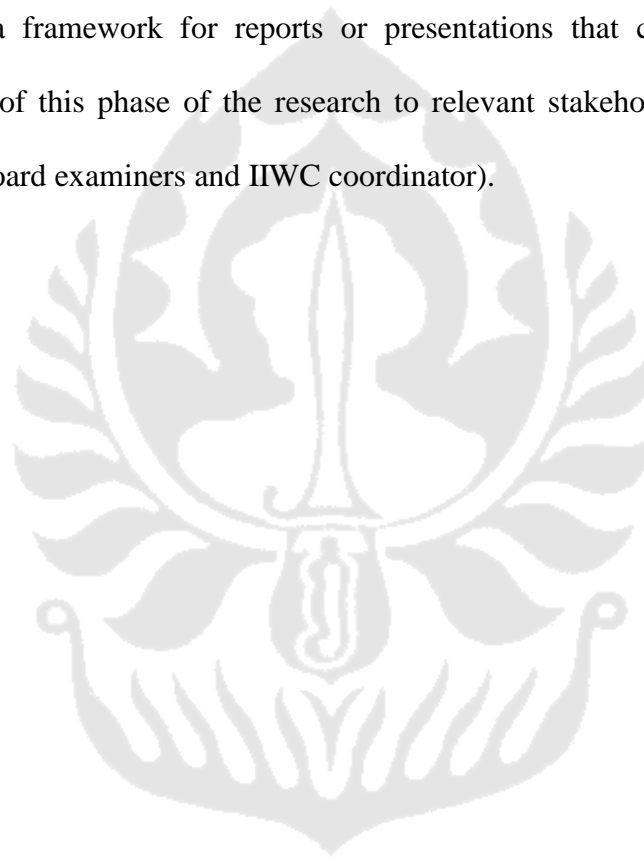 a framework for reports or presentations that c
of this phase of the research to relevant stakeho
oard examiners and IIWC coordinator).